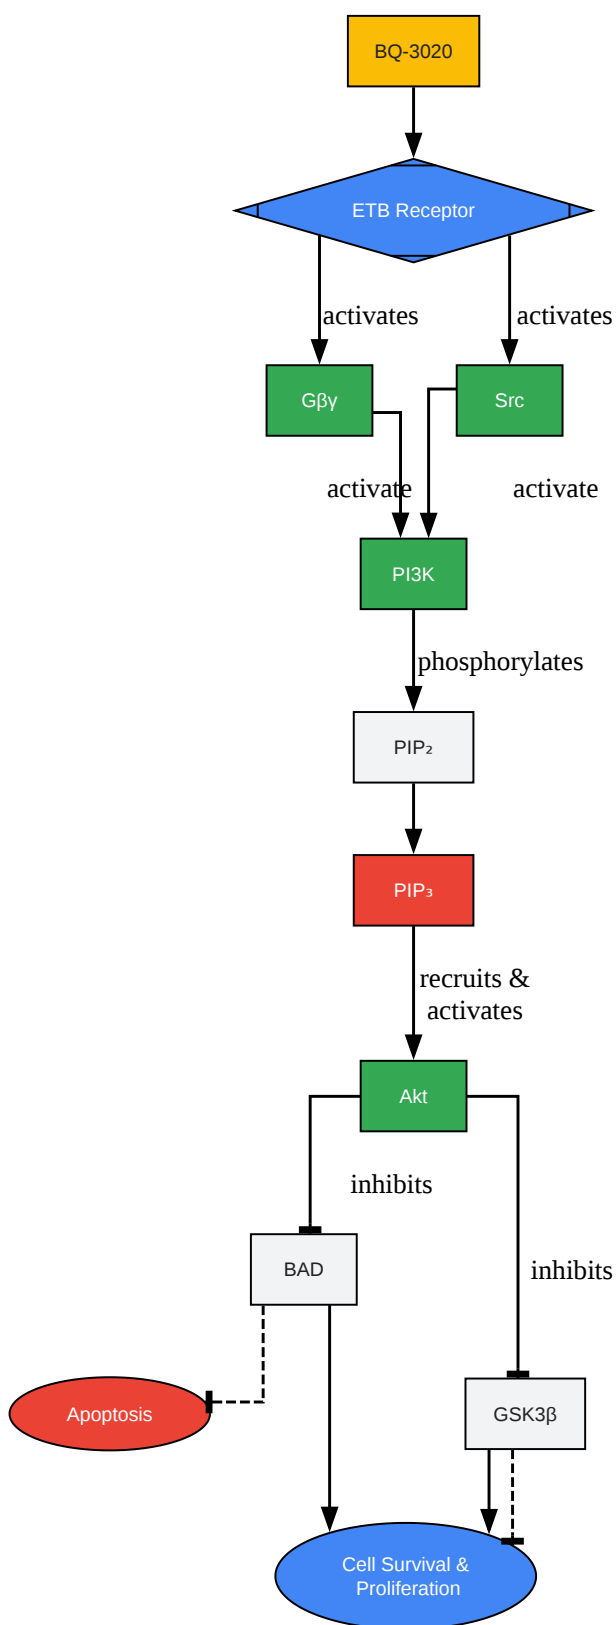 BQ-3020
ETB Receptor
activates
activates
Gβγ
Src
activate
activate
PI3K
phosphorylates
PIP₂
PIP₃
recruits &
activates
Akt
inhibits
BAD
inhibits
Apoptosis
GSK3β
Cell Survival &
Proliferation